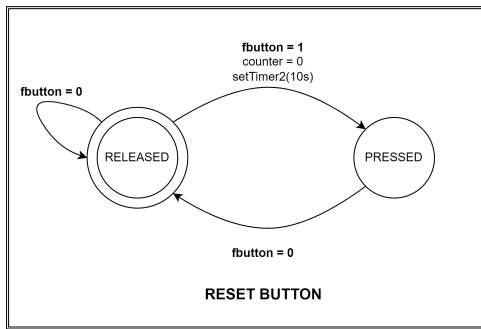 fbutton = 1
counter = 0
setTimer2(10s)
fbutton = 0
RELEASED
PRESSED
fbutton = 0
RESET BUTTON